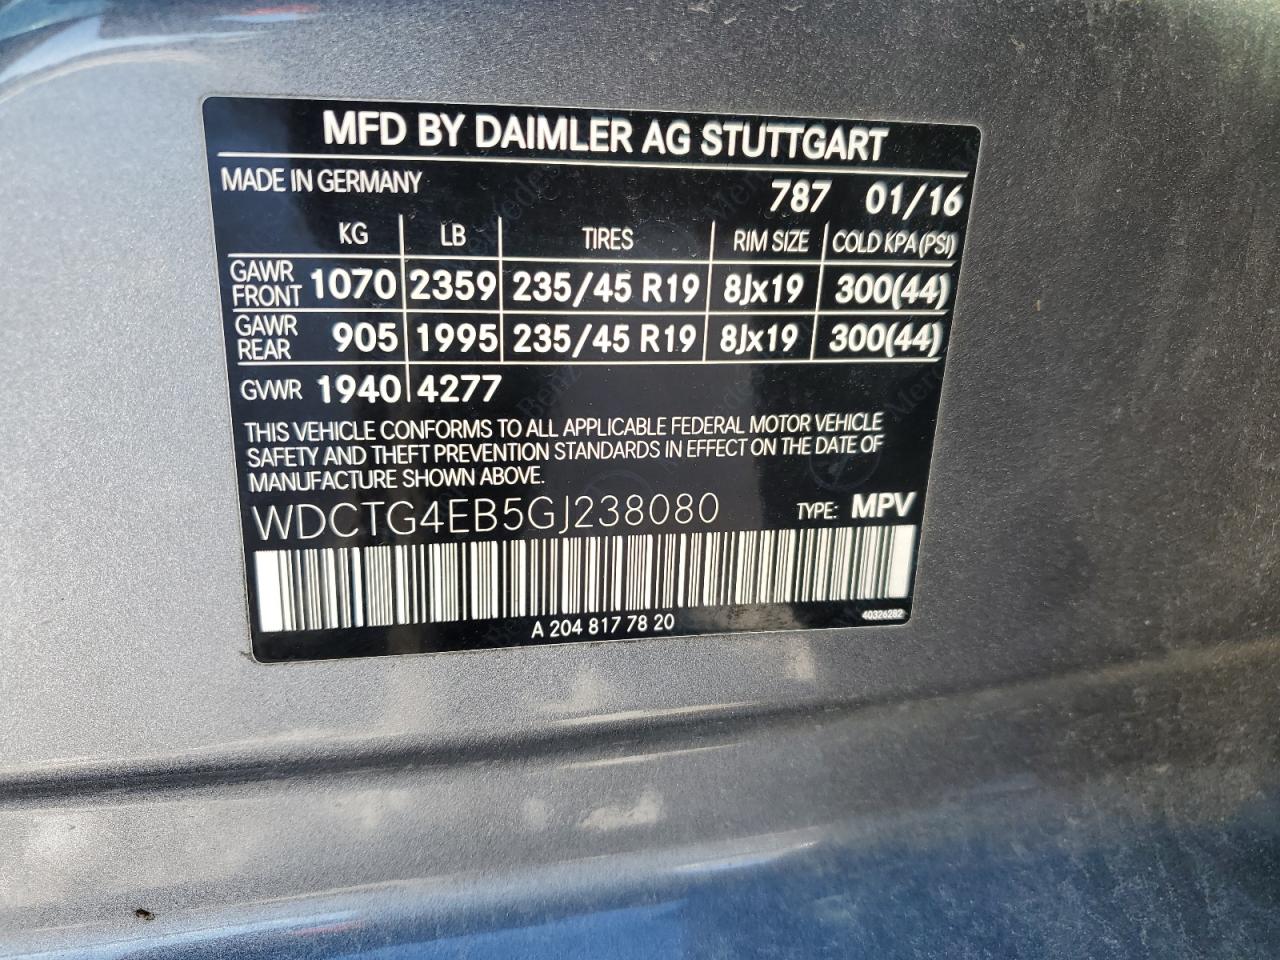 MFD BY DAIMLER AG STUTTGART
MADE IN GERMANY 787 01/16
KG LB TIRES RIM SIZE COLD KPA (PSI)
GAWR FRONT 1070 2359 235/45 R19 8Jx19 300(44)
GAWR REAR 905 1995 235/45 R19 8Jx19 300(44)
GVWR 1940 4277
THIS VEHICLE CONFORMS TO ALL APPLICABLE FEDERAL MOTOR VEHICLE
SAFETY AND THEFT PREVENTION STANDARDS IN EFFECT ON THE DATE OF
MANUFACTURE SHOWN ABOVE.
WDCTG4EB5GJ238080 TYPE: MPV
A 204 817 78 20 40326282